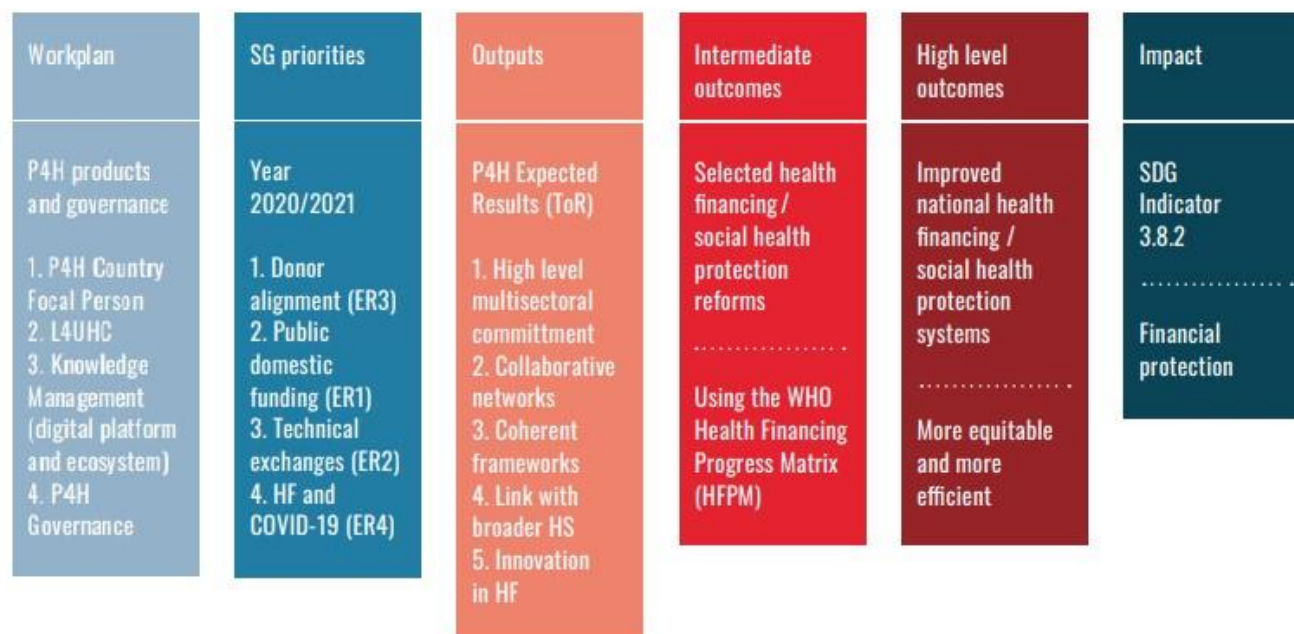 Workplan
P4H products
and governance
1. P4H Country
Focal Person
2. L4UHC
3. Knowledge
Management
(digital platform
and ecosystem)
4. P4H
Governance
SG priorities
Year
2020/2021
1. Donor
alignment (ER3)
2. Public
domestic
funding (ER1)
3. Technical
exchanges (ER2)
4. HF and
COVID-19 (ER4)
Outputs
P4H Expected
Results (ToR)
1. High level
multisectoral
committment
2. Collaborative
networks
3. Coherent
frameworks
4. Link with
broader HS
5. Innovation
in HF
Intermediate
outcomes
Selected health
financing /
social health
protection
reforms
Using the WHO
Health Financing
Progress Matrix
(HFPM)
High level
outcomes
Improved
national health
financing /
social health
protection
systems
More equitable
and more
efficient
Impact
SDG
Indicator
3.8.2
Financial
protection